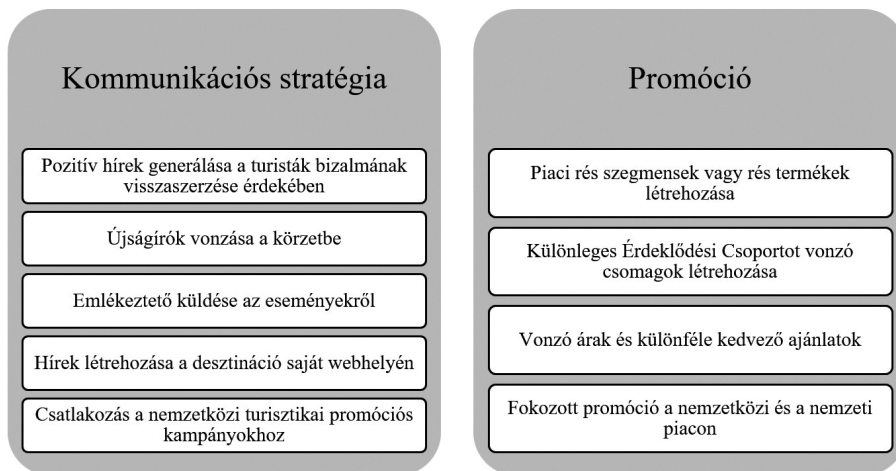 Kommunikációs stratégia
Pozitív hírek generálása a turisták bizalmának
visszaszerzése érdekében
Újságírók vonzása a körzetbe
Emlékeztető küldése az eseményekről
Hírek létrehozása a desztináció saját webhelyén
Csatlakozás a nemzetközi turisztikai promóciós
kampányokhoz
Promóció
Piaci rés szegmensek vagy rés termékek
létrehozása
Különleges Érdeklődési Csoportot vonzó
csomagok létrehozása
Vonzó árak és különféle kedvező ajánlatok
Fokozott promóció a nemzetközi és a nemzeti
piacon